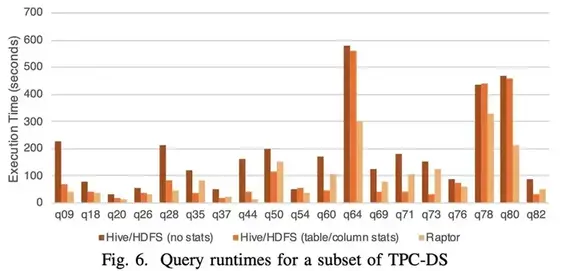 700
600
500
400
300
200
100
0
Execution Time (seconds)
q09 q18 q20 q26 q28 q35 q37 q44 q50 q54 q60 q64 q69 q71 q73 q76 q78 q80 q82
Hive/HDFS (no stats) Hive/HDFS (table/column stats) Raptor
Fig. 6. Query runtimes for a subset of TPC-DS